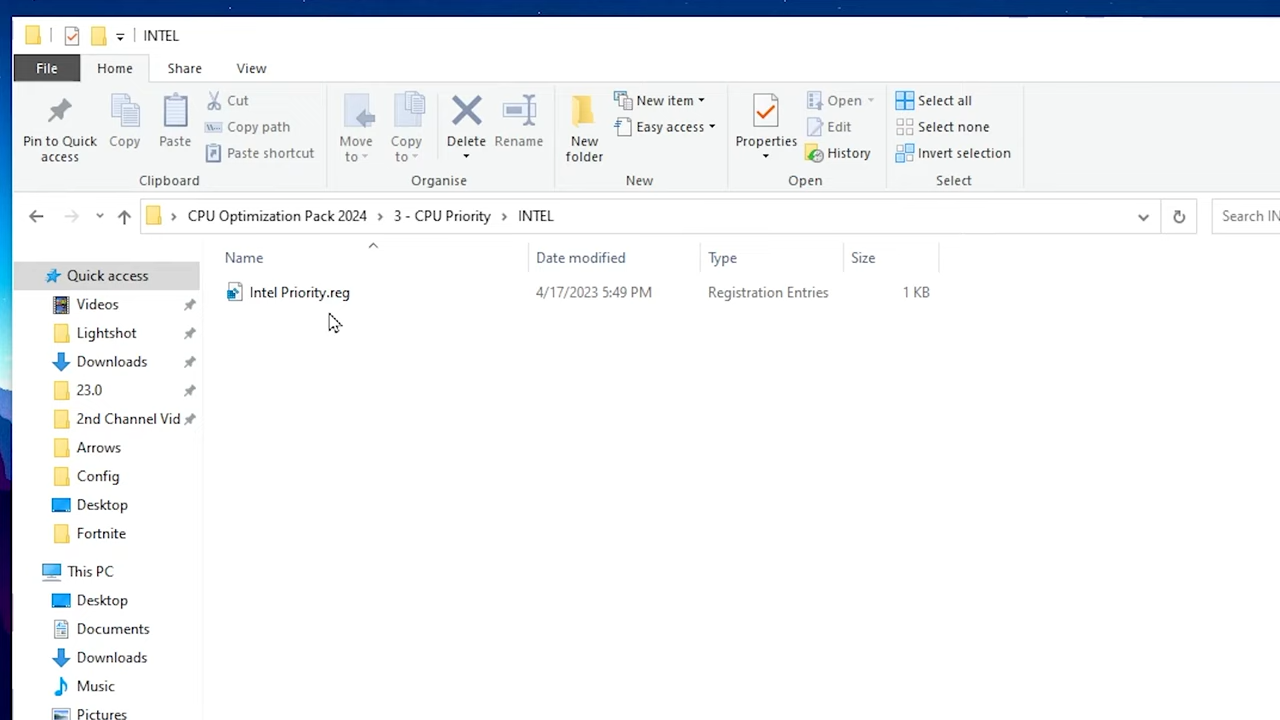 INTEL
File Home Share View
Pin to Quick access
Copy
Paste
Cut
Copy path
Paste shortcut
Clipboard
Move to
Copy to
Delete
Rename
Organise
New folder
New item
Easy access
New
Properties
Open
Edit
History
Open
Select all
Select none
Invert selection
Select
CPU Optimization Pack 2024 > 3 - CPU Priority > INTEL
Search IN
Name Date modified Type Size
Intel Priority.reg 4/17/2023 5:49 PM Registration Entries 1 KB
Quick access
Videos
Lightshot
Downloads
23.0
2nd Channel Vid
Arrows
Config
Desktop
Fortnite
This PC
Desktop
Documents
Downloads
Music
Pictures